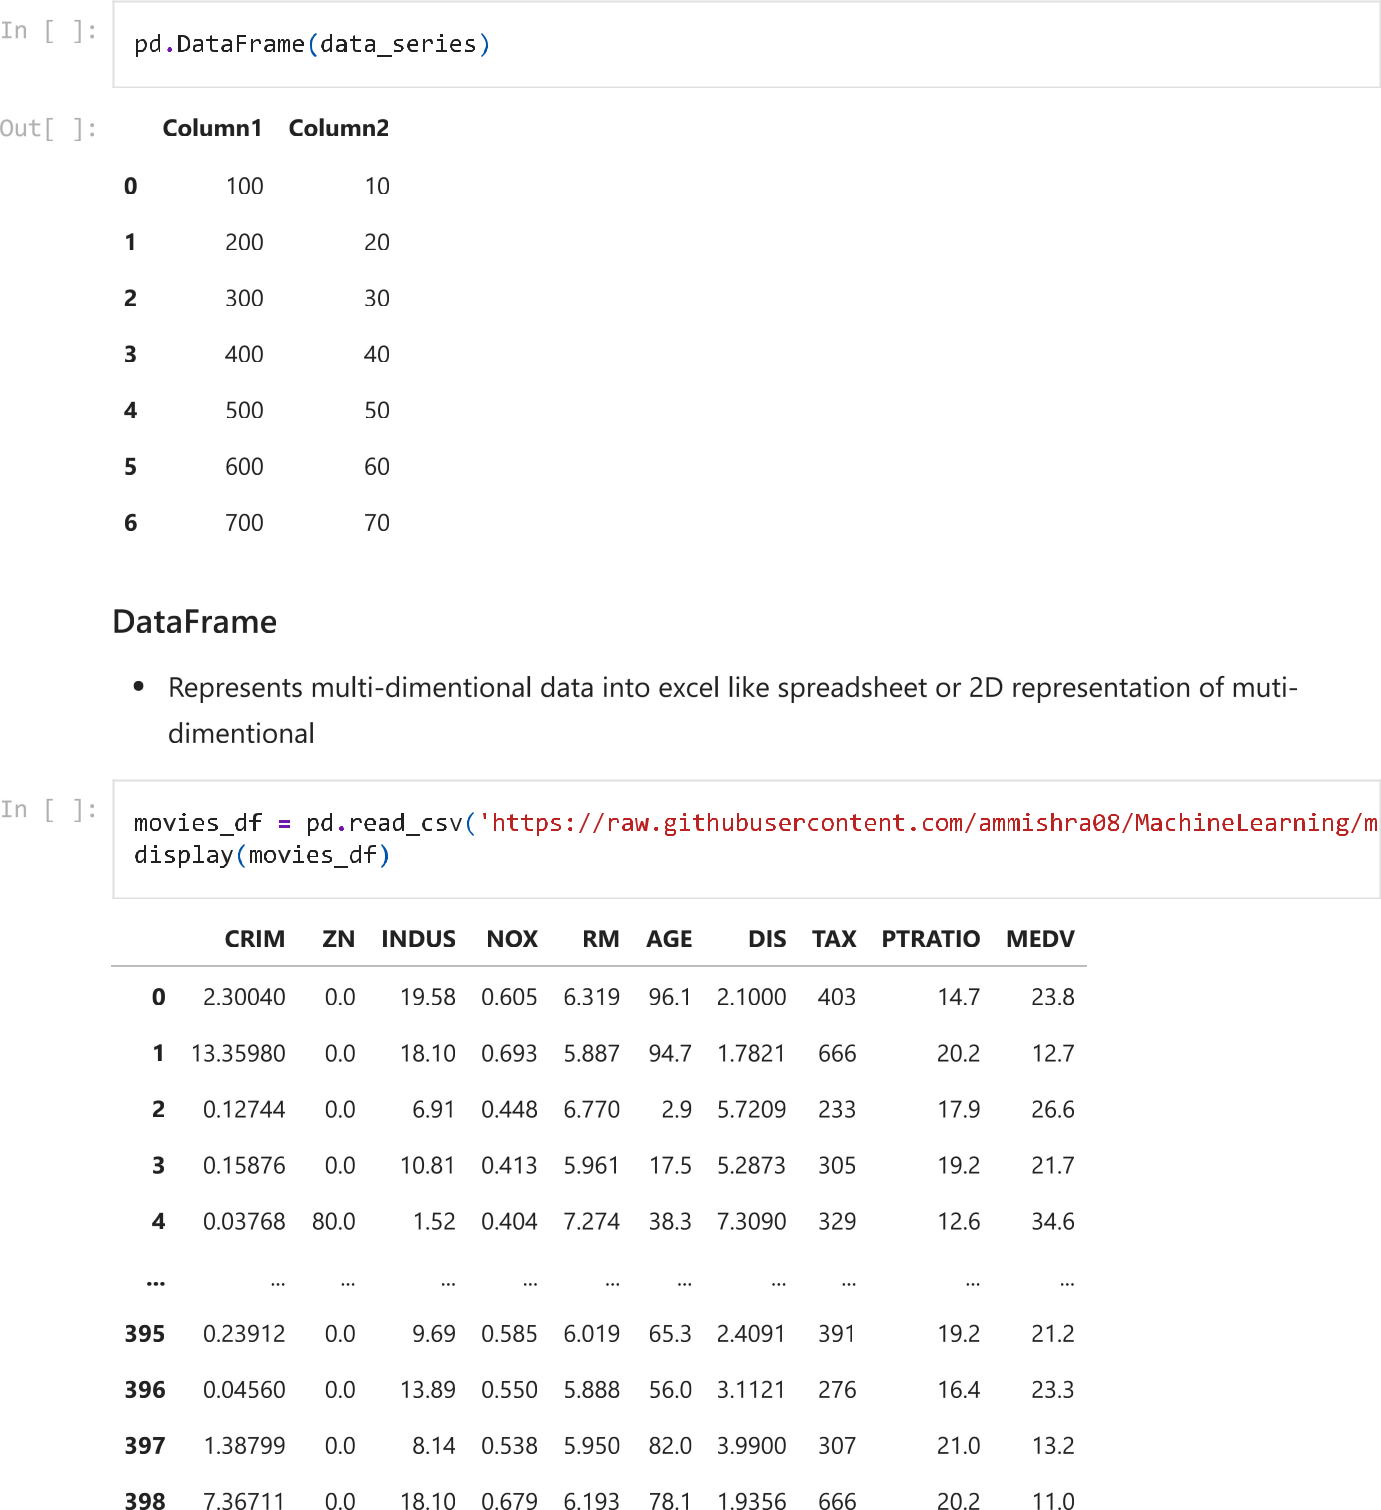 In [ ]:
pd.DataFrame(data_series)
Out[ ]:
Column1 Column2
0 100 10
1 200 20
2 300 30
3 400 40
4 500 50
5 600 60
6 700 70
DataFrame
• Represents multi-dimentional data into excel like spreadsheet or 2D representation of muti-
dimentional
In [ ]:
movies_df = pd.read_csv('https://raw.githubusercontent.com/ammishra08/MachineLearning/m
display(movies_df)
CRIM ZN INDUS NOX RM AGE DIS TAX PTRATIO MEDV
0 2.30040 0.0 19.58 0.605 6.319 96.1 2.1000 403 14.7 23.8
1 13.35980 0.0 18.10 0.693 5.887 94.7 1.7821 666 20.2 12.7
2 0.12744 0.0 6.91 0.448 6.770 2.9 5.7209 233 17.9 26.6
3 0.15876 0.0 10.81 0.413 5.961 17.5 5.2873 305 19.2 21.7
4 0.03768 80.0 1.52 0.404 7.274 38.3 7.3090 329 12.6 34.6
... ... ... ... ... ... ... ... ... ... ...
395 0.23912 0.0 9.69 0.585 6.019 65.3 2.4091 391 19.2 21.2
396 0.04560 0.0 13.89 0.550 5.888 56.0 3.1121 276 16.4 23.3
397 1.38799 0.0 8.14 0.538 5.950 82.0 3.9900 307 21.0 13.2
398 7.36711 0.0 18.10 0.679 6.193 78.1 1.9356 666 20.2 11.0